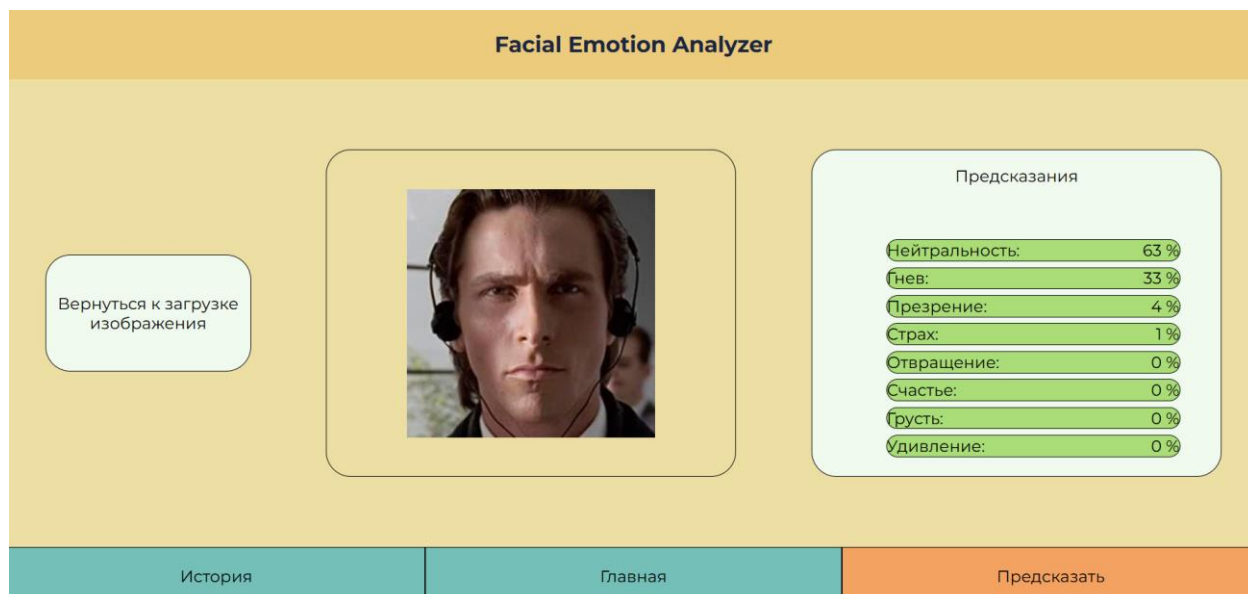 Facial Emotion Analyzer
Вернуться к загрузке
изображения
Предсказания
Нейтральность: 63 %
Гнев: 33 %
Презрение: 4 %
Страх: 1 %
Отвращение: 0 %
Счастье: 0 %
Грусть: 0 %
Удивление: 0 %
История
Главная
Предсказать